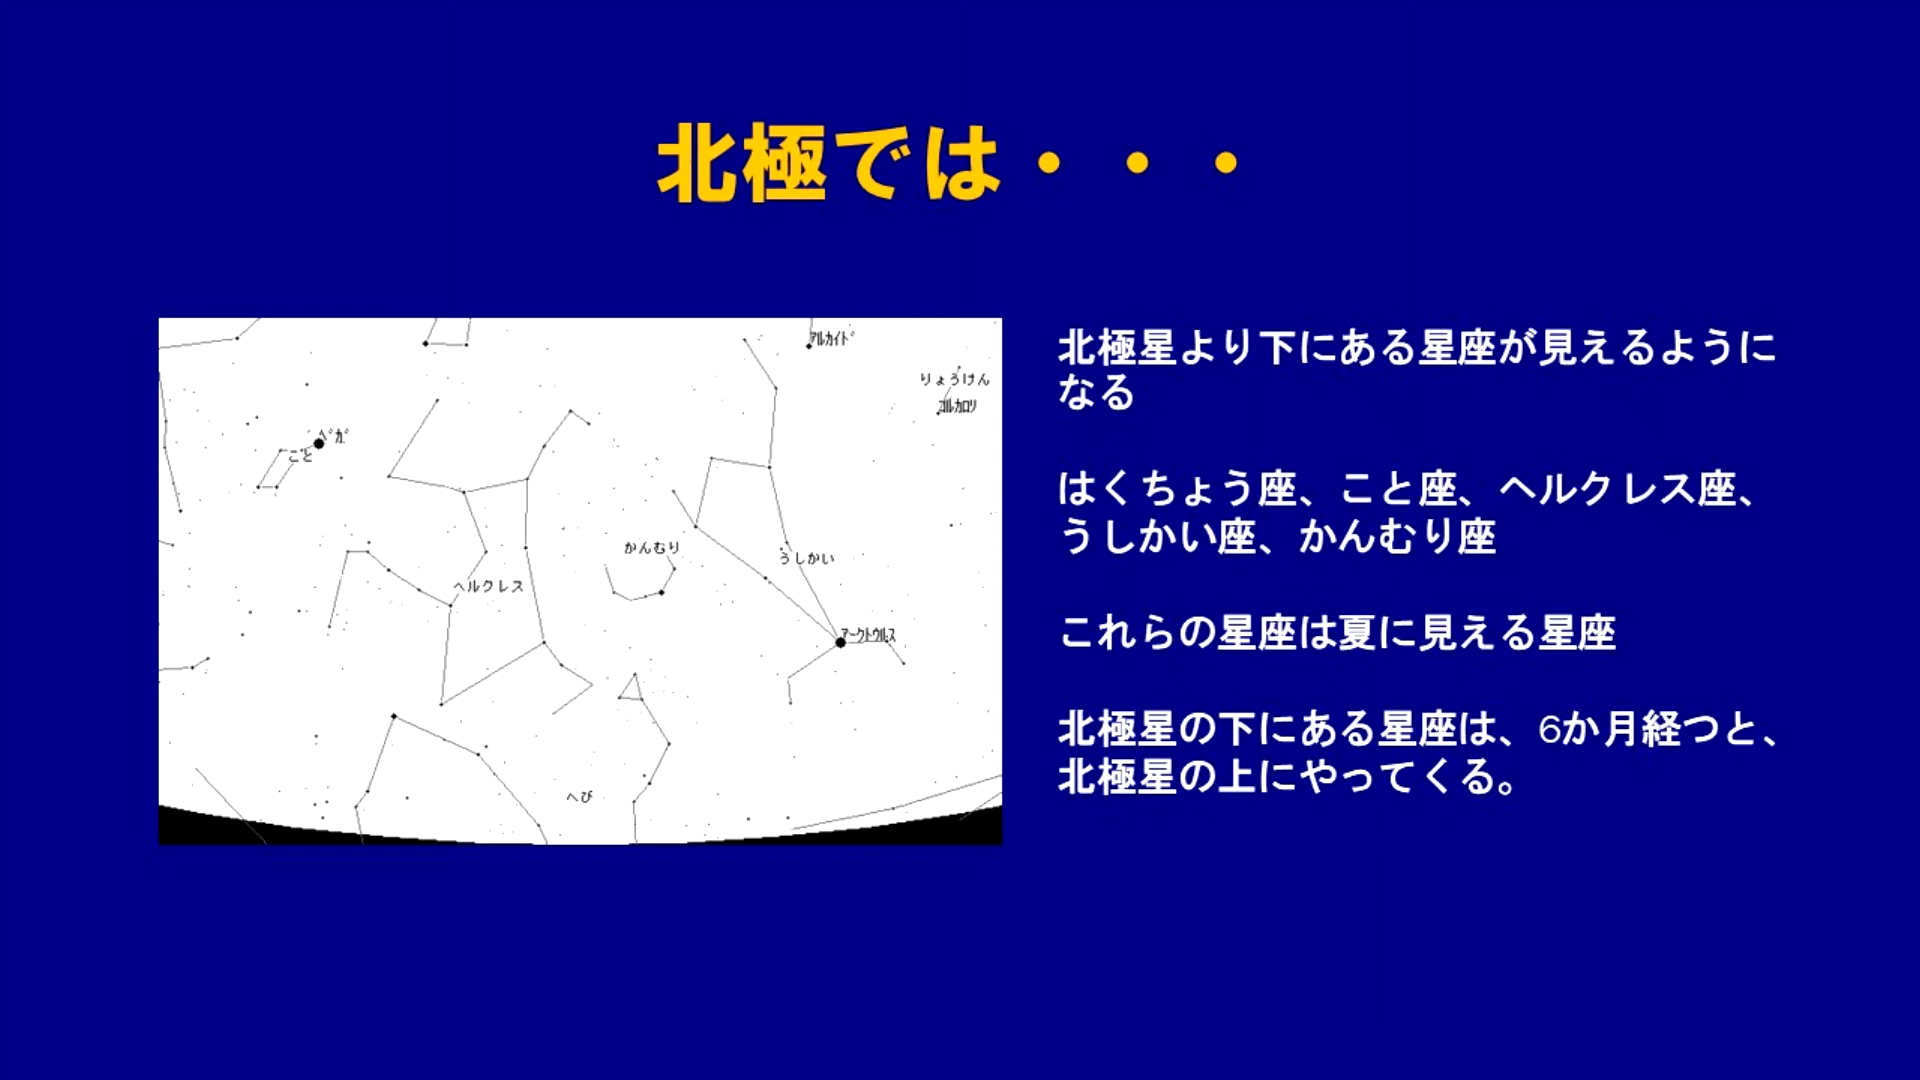 北極では・・・
アルカイド
りょうけん
コルカロリ
ベガ
こと
かんむり
うしかい
ヘルクレス
アークトウルス
へび
北極星より下にある星座が見えるように
なる
はくちょう座、こと座、ヘルクレス座、
うしかい座、かんむり座
これらの星座は夏に見える星座
北極星の下にある星座は、6か月経つと、
北極星の上にやってくる。